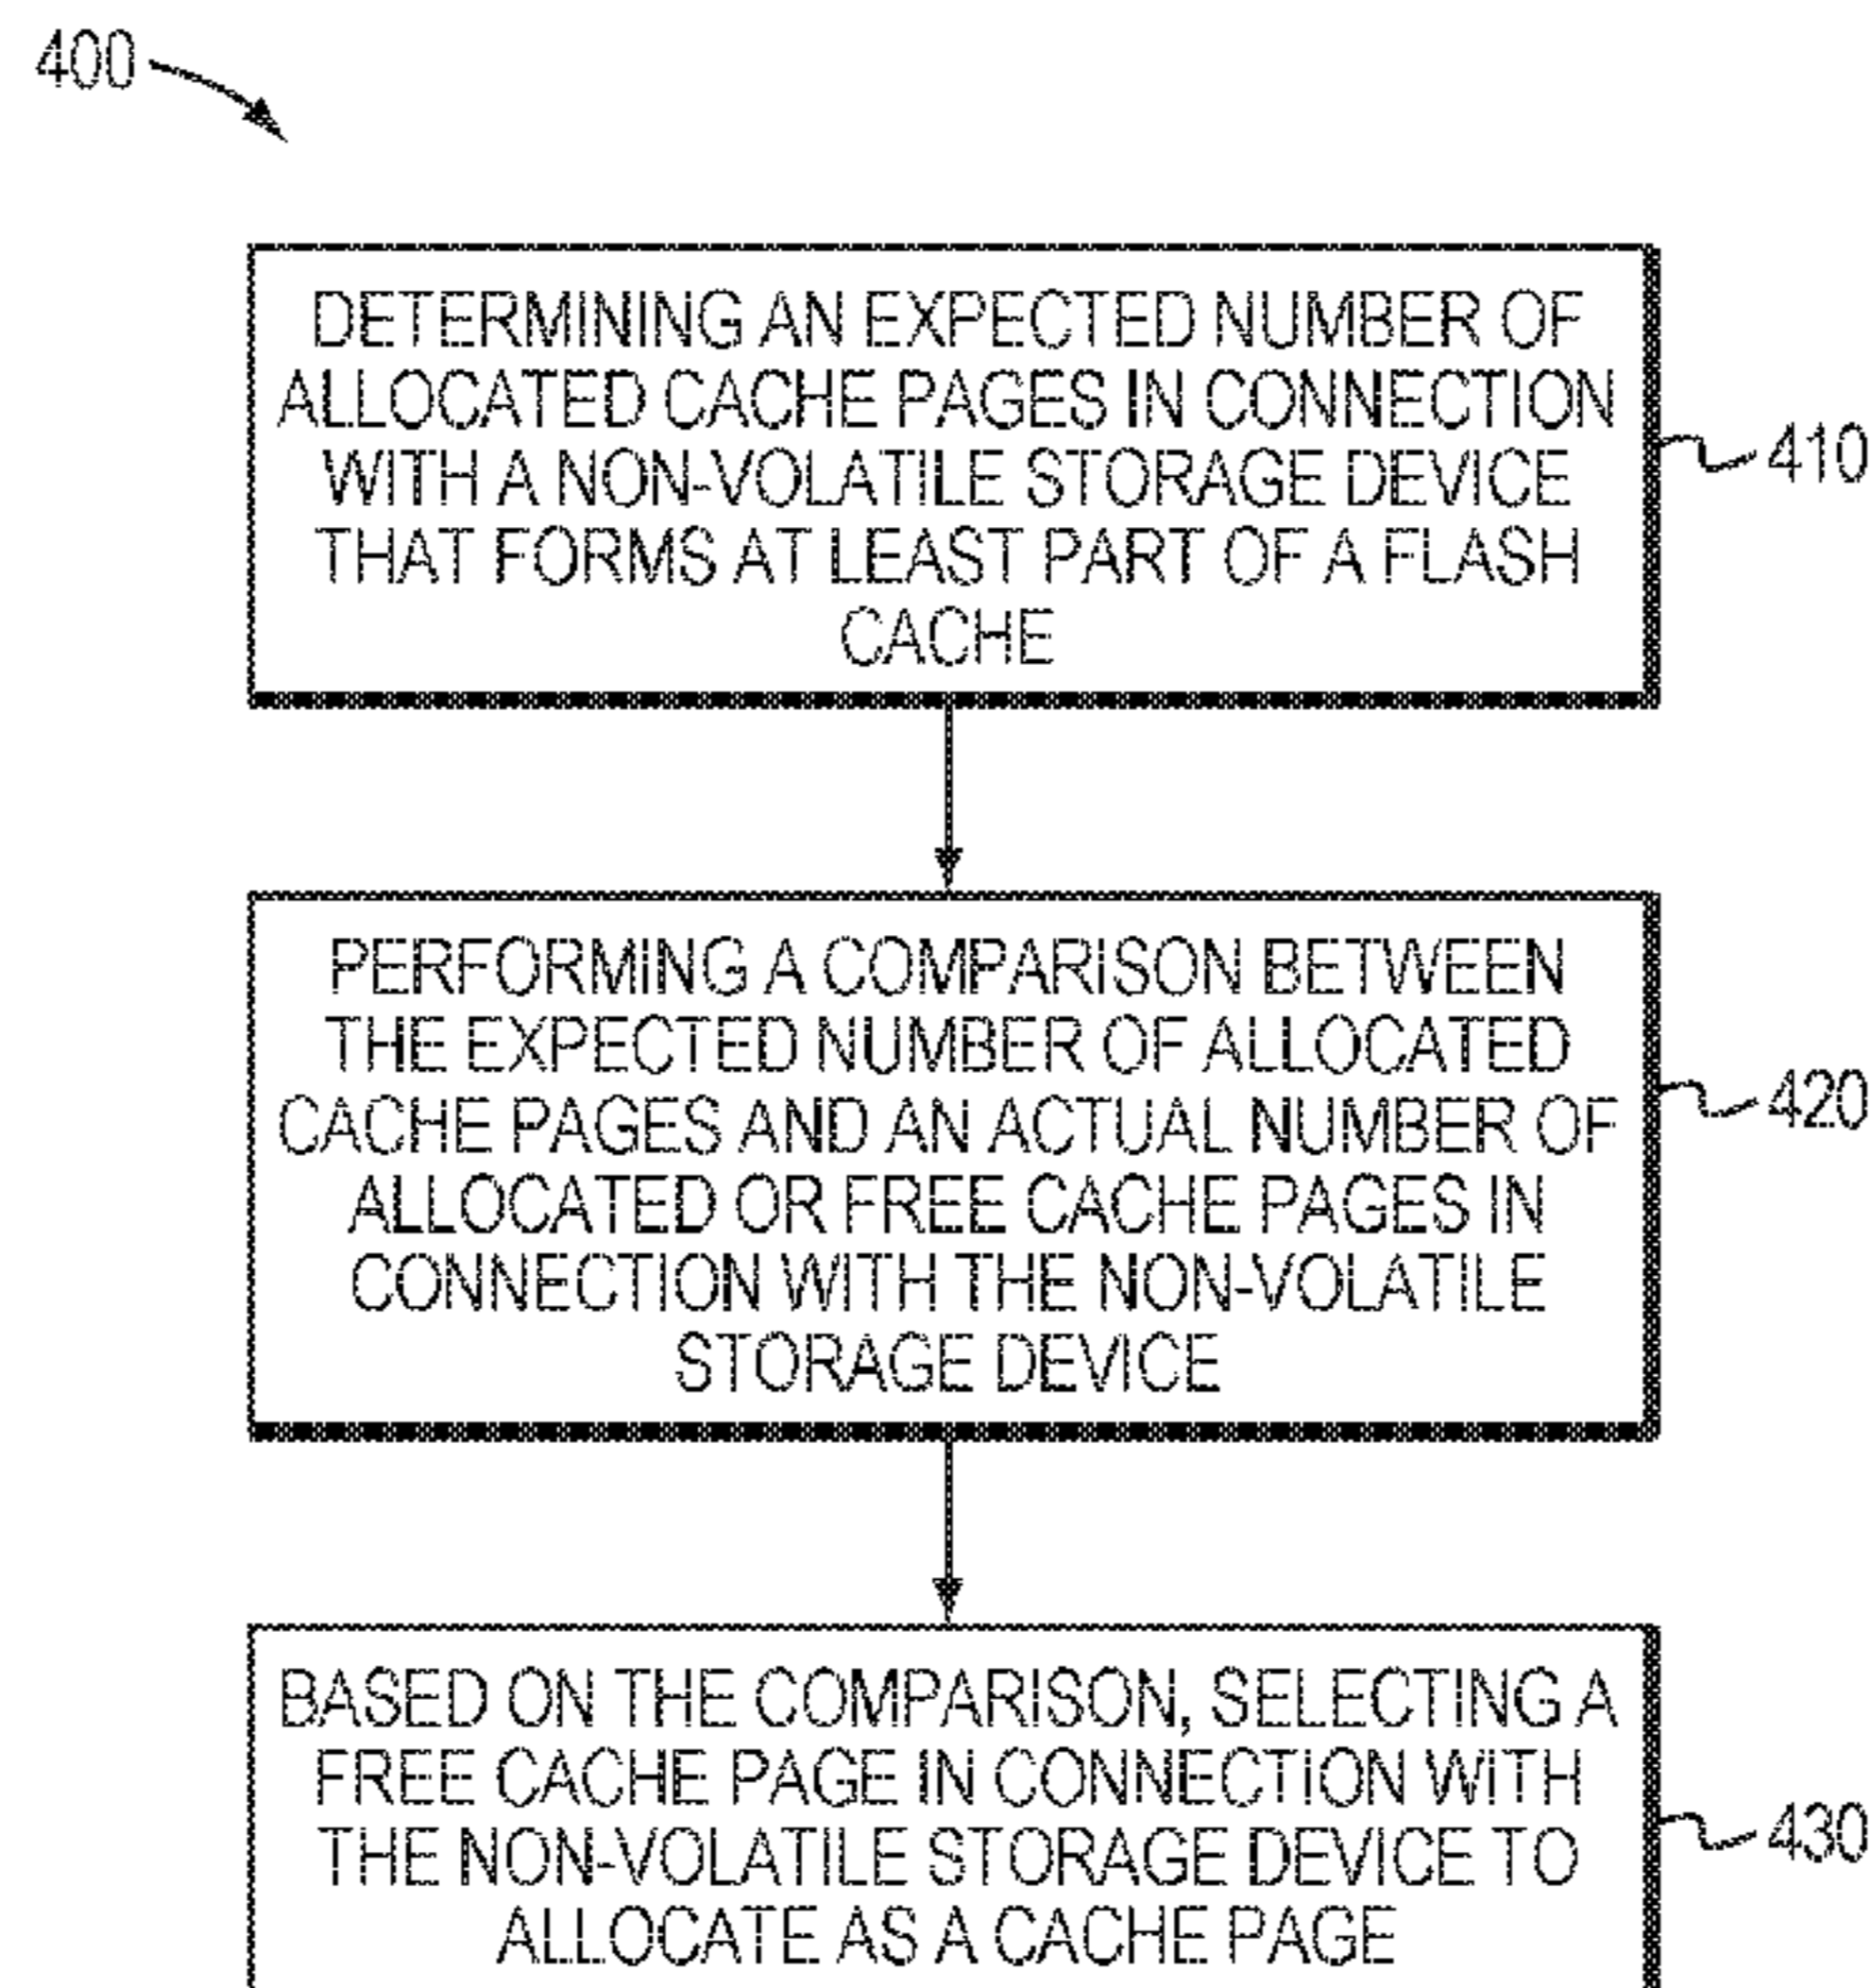 400
DETERMINING AN EXPECTED NUMBER OF
ALLOCATED CACHE PAGES IN CONNECTION
WITH A NON-VOLATILE STORAGE DEVICE
THAT FORMS AT LEAST PART OF A FLASH
CACHE
410
PERFORMING A COMPARISON BETWEEN
THE EXPECTED NUMBER OF ALLOCATED
CACHE PAGES AND AN ACTUAL NUMBER OF
ALLOCATED OR FREE CACHE PAGES IN
CONNECTION WITH THE NON-VOLATILE
STORAGE DEVICE
420
BASED ON THE COMPARISON, SELECTING A
FREE CACHE PAGE IN CONNECTION WITH
THE NON-VOLATILE STORAGE DEVICE TO
ALLOCATE AS A CACHE PAGE
430